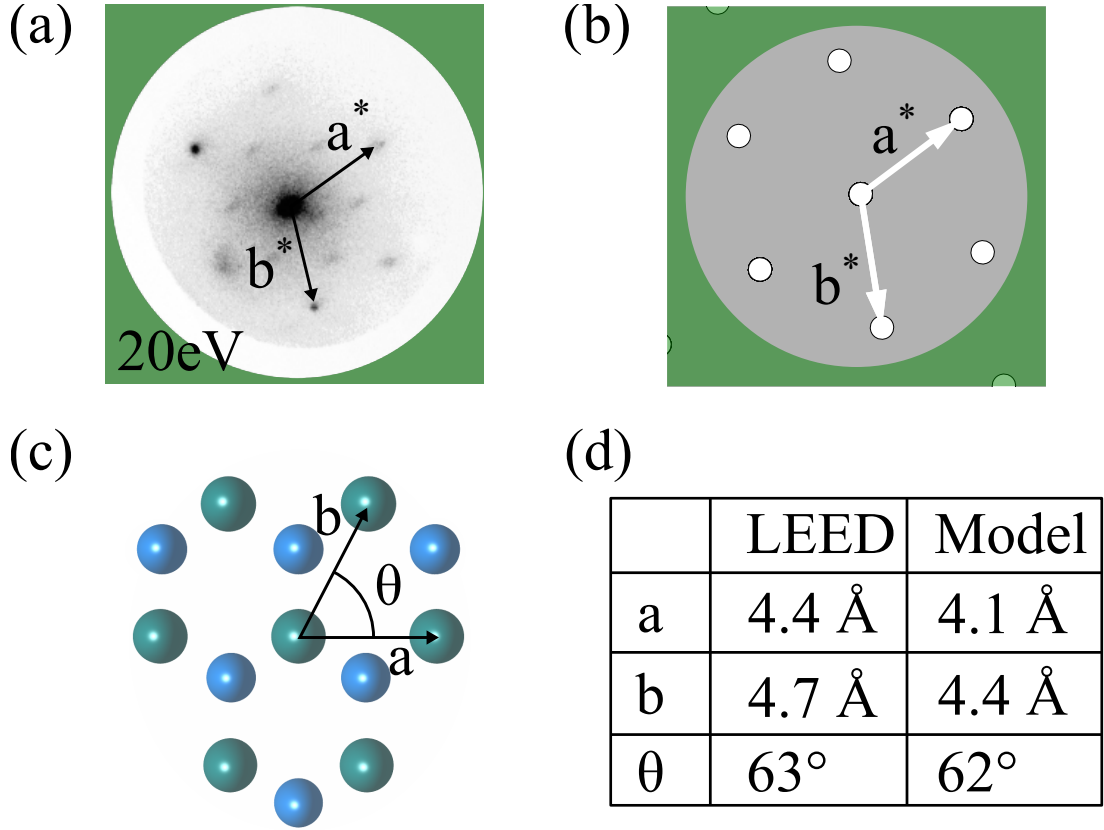 (a)
a*
b*
20eV
(b)
a*
b*
(c)
b
θ
a
(d)
LEED Model
a 4.4 Å 4.1 Å
b 4.7 Å 4.4 Å
θ 63° 62°